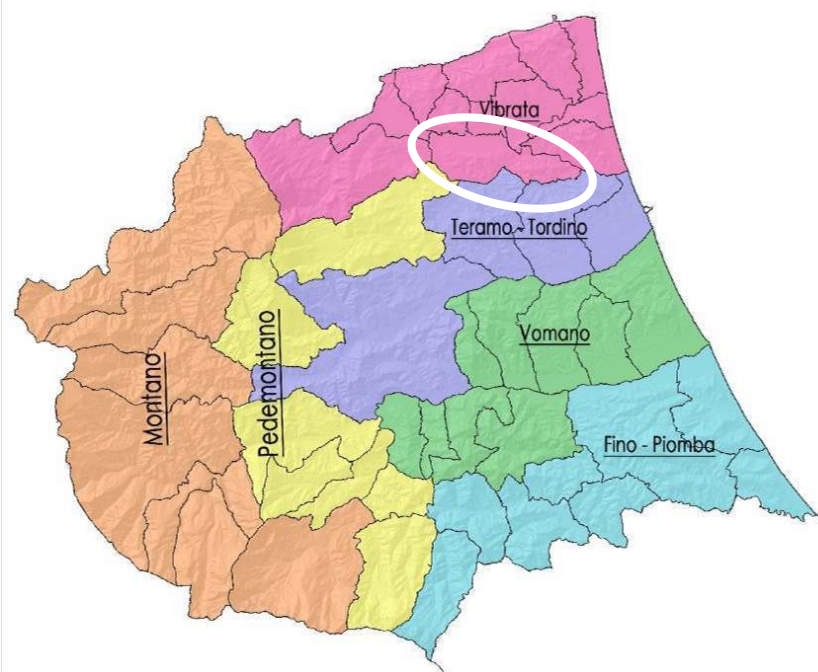 Vibrata
Teramo - Tordino
Vomano
Montano
Pedemontano
Fino - Piomba